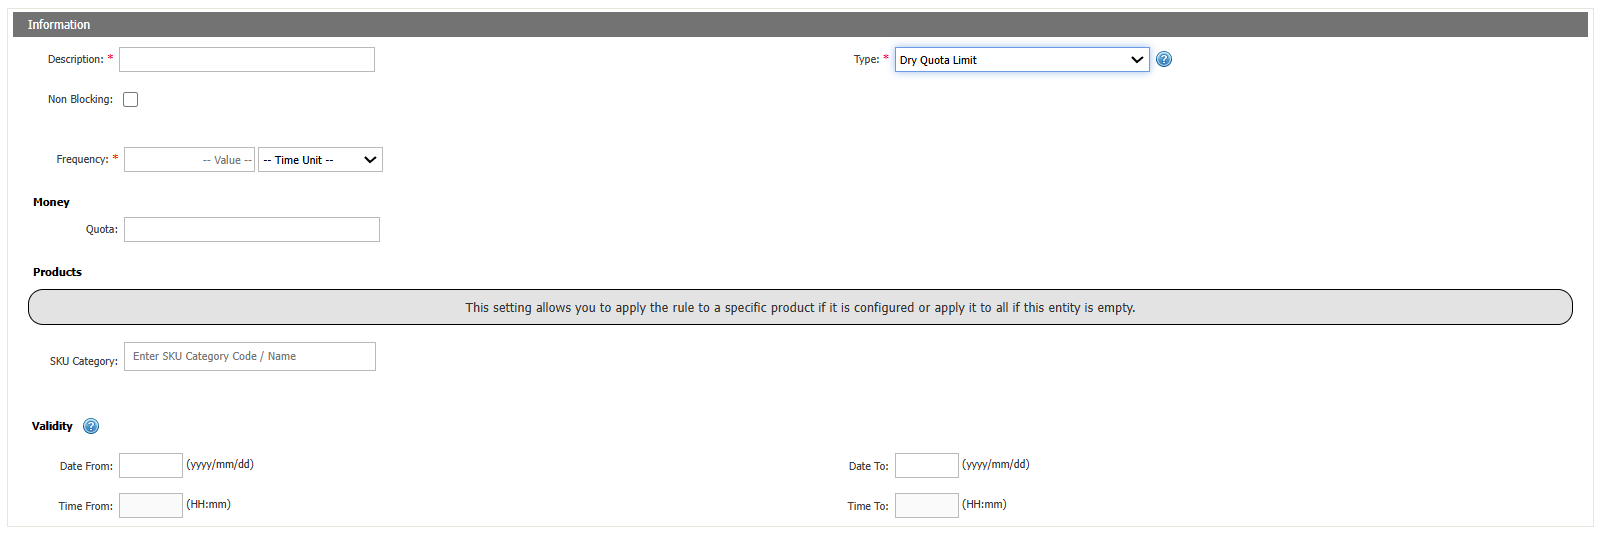 Information
Description: *
Type: * Dry Quota Limit ?
Non Blocking:
Frequency: * -- Value -- -- Time Unit --
Money
Quota:
Products
This setting allows you to apply the rule to a specific product if it is configured or apply it to all if this entity is empty.
SKU Category: Enter SKU Category Code / Name
Validity ?
Date From: (yyyy/mm/dd)
Date To: (yyyy/mm/dd)
Time From: (HH:mm)
Time To: (HH:mm)